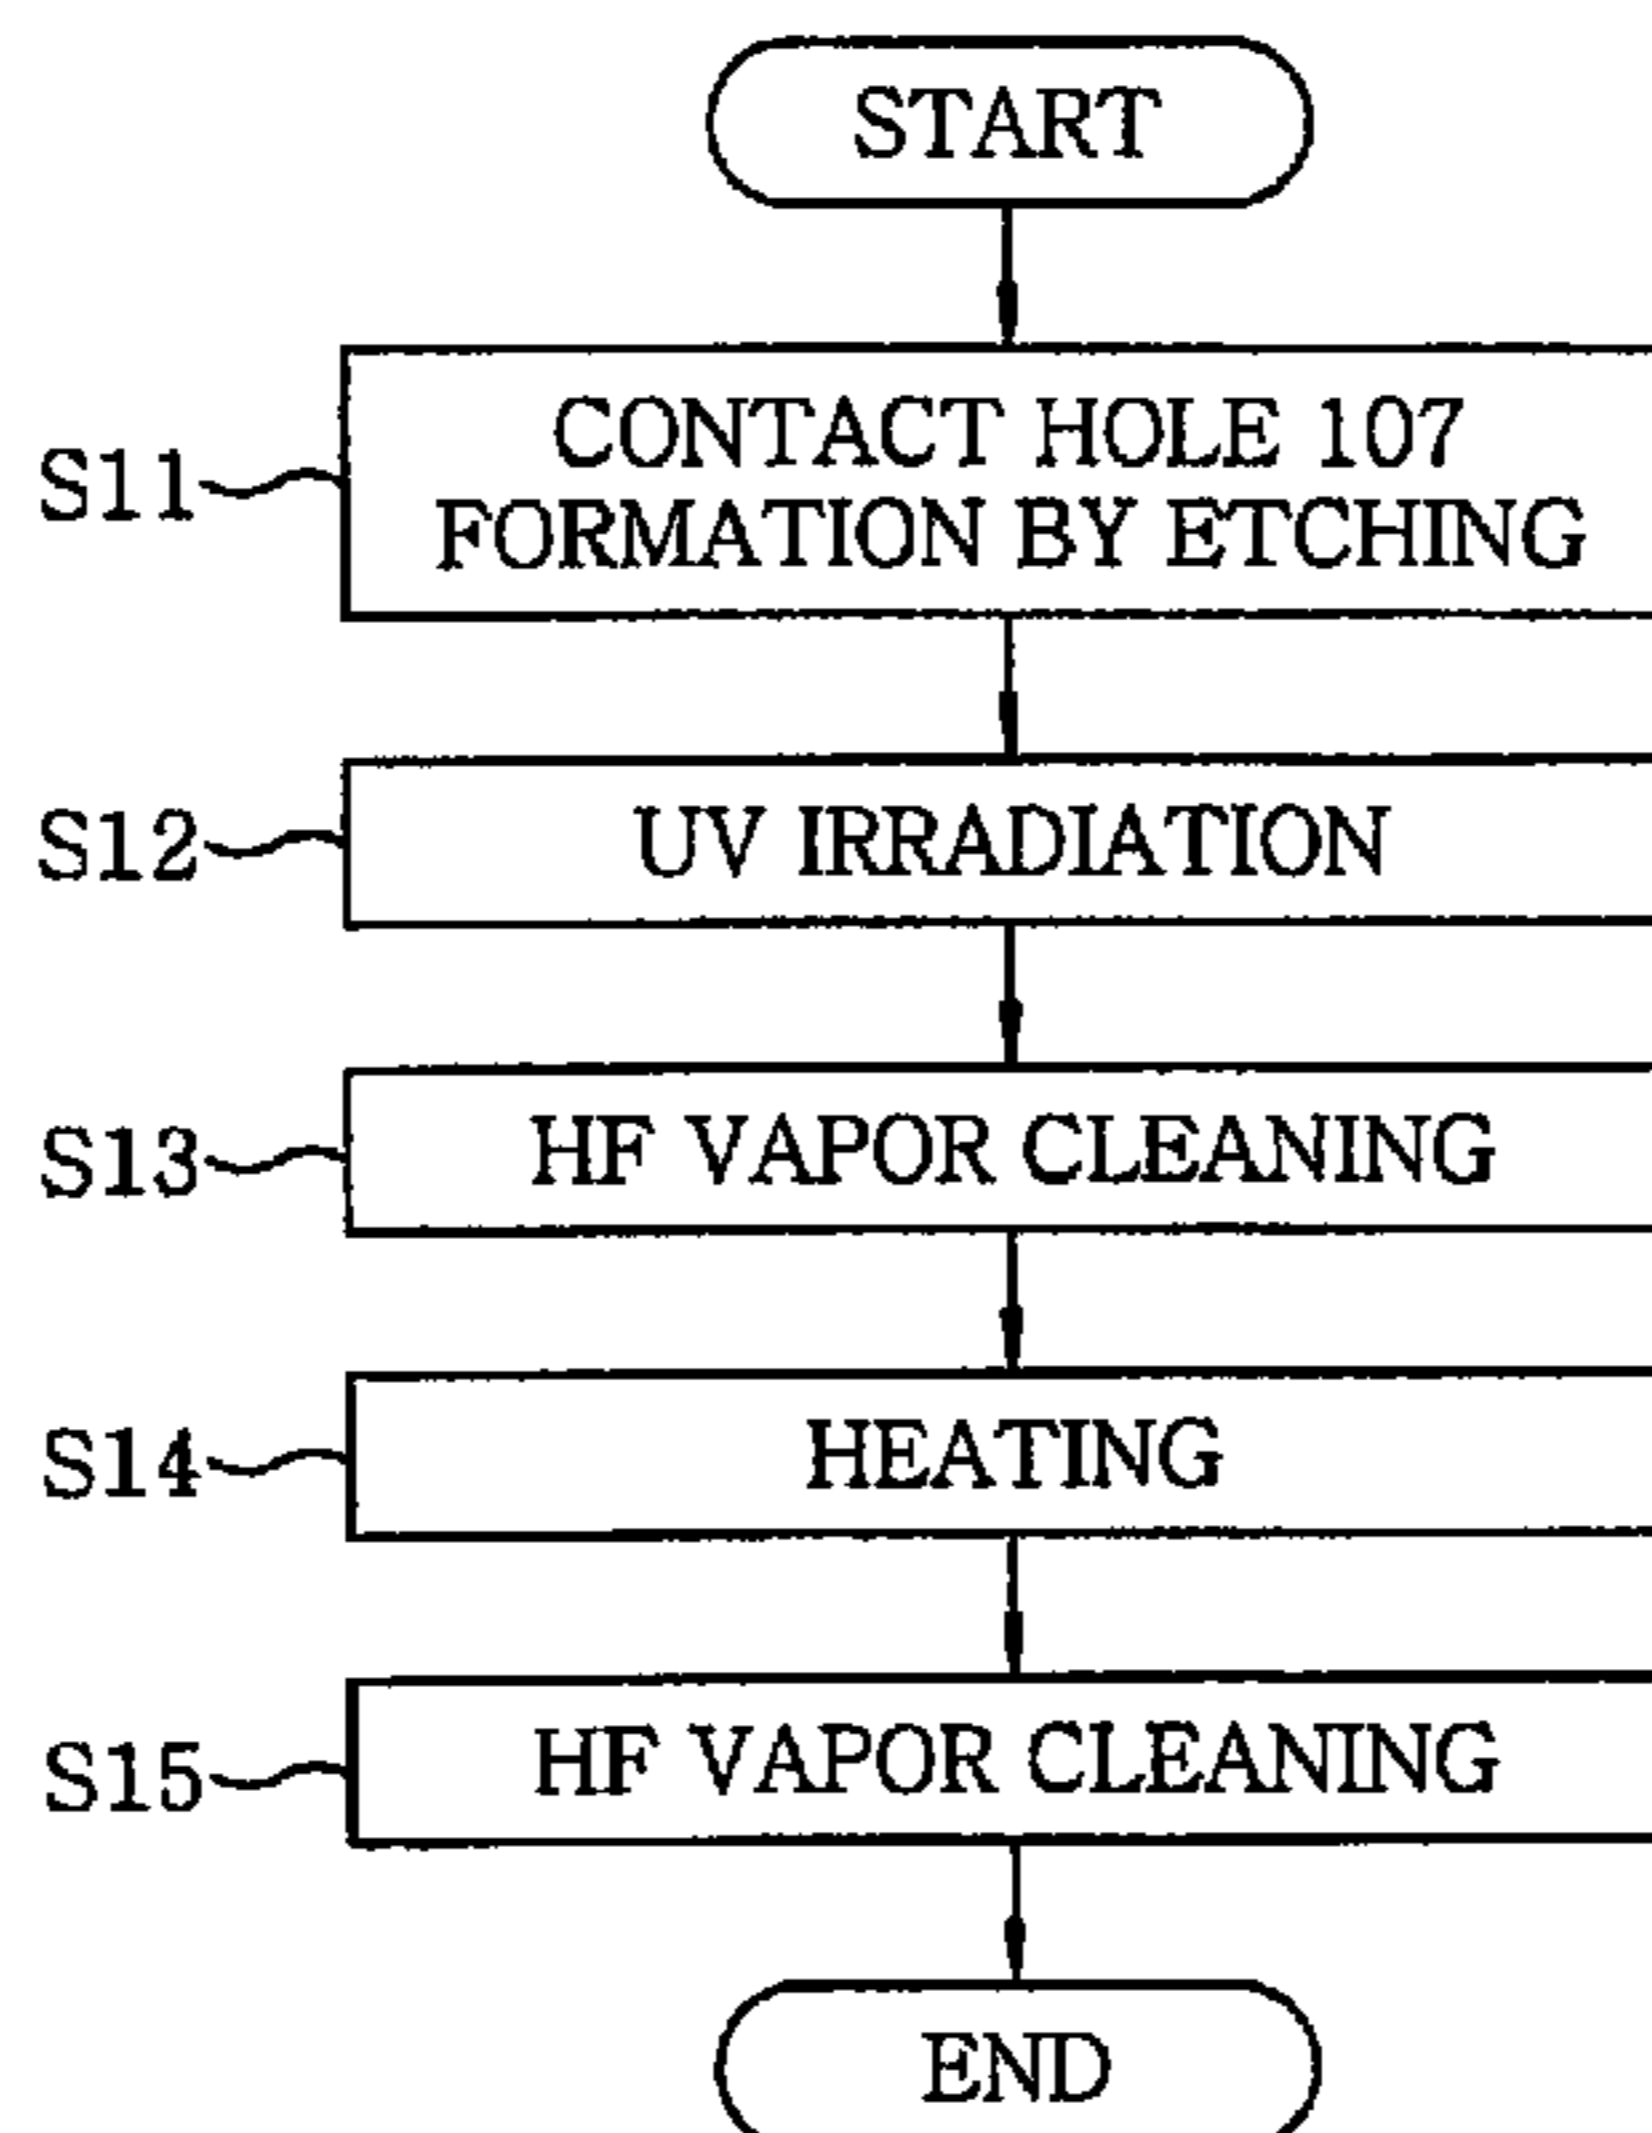 START
S11
CONTACT HOLE 107
FORMATION BY ETCHING
S12
UV IRRADIATION
S13
HF VAPOR CLEANING
S14
HEATING
S15
HF VAPOR CLEANING
END